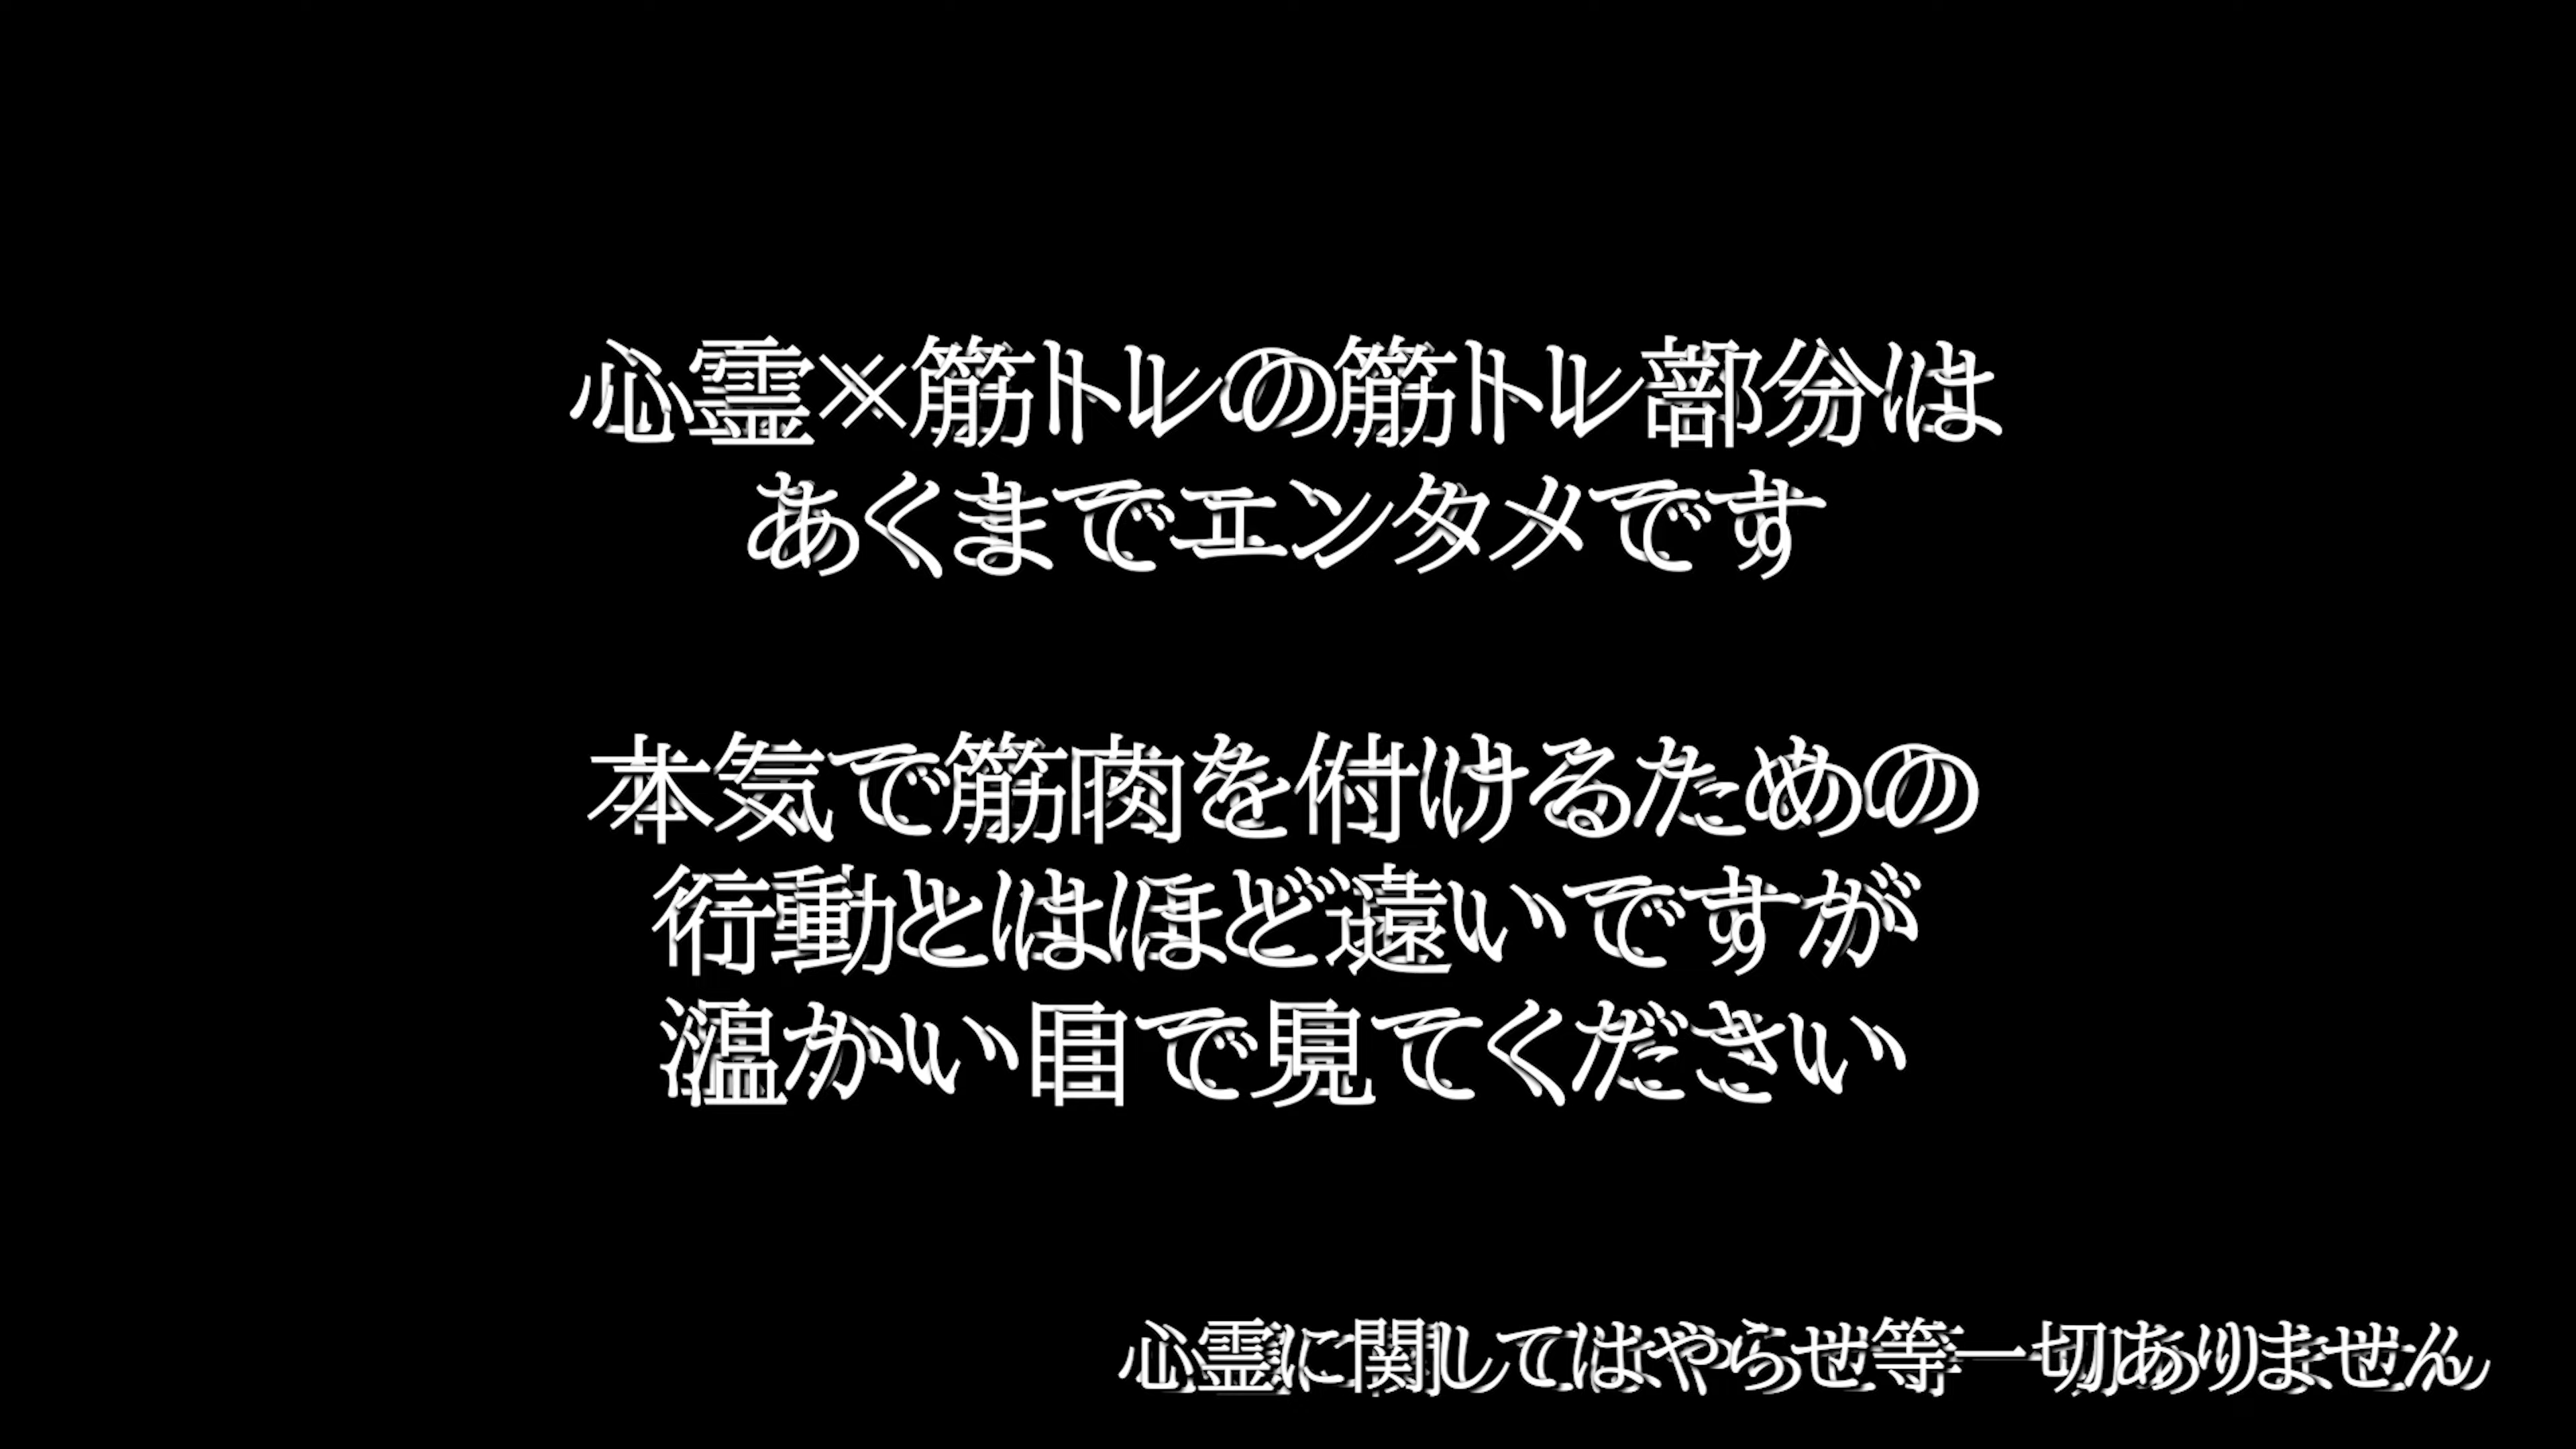 心霊×筋トレの筋トレ部分は
あくまでエンタメです
本気で筋肉を付けるための
行動とはほど遠いですが
温かい目で見てください
心霊に関してはやらせ等一切ありません